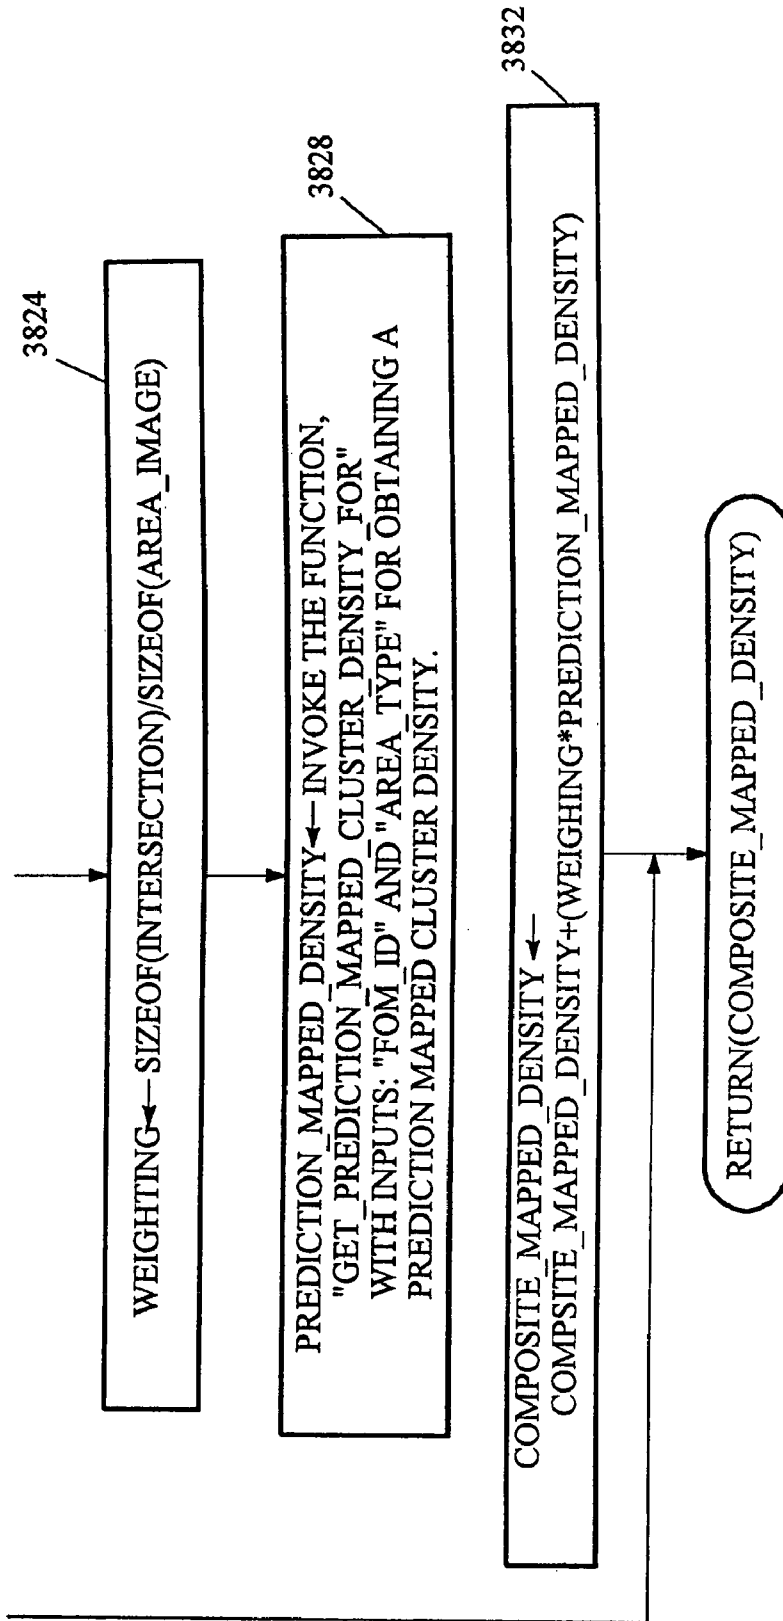 3824
WEIGHTING ← SIZEOF(INTERSECTION)/SIZEOF(AREA_IMAGE)
3828
PREDICTION_MAPPED_DENSITY ← INVOKE THE FUNCTION,
"GET_PREDICTION_MAPPED_CLUSTER_DENSITY_FOR"
WITH INPUTS: "FOM_ID" AND "AREA_TYPE" FOR OBTAINING A
PREDICTION MAPPED CLUSTER DENSITY.
3832
COMPOSITE_MAPPED_DENSITY ←
COMPSITE_MAPPED_DENSITY+(WEIGHING*PREDICTION_MAPPED_DENSITY)
RETURN(COMPOSITE_MAPPED_DENSITY)